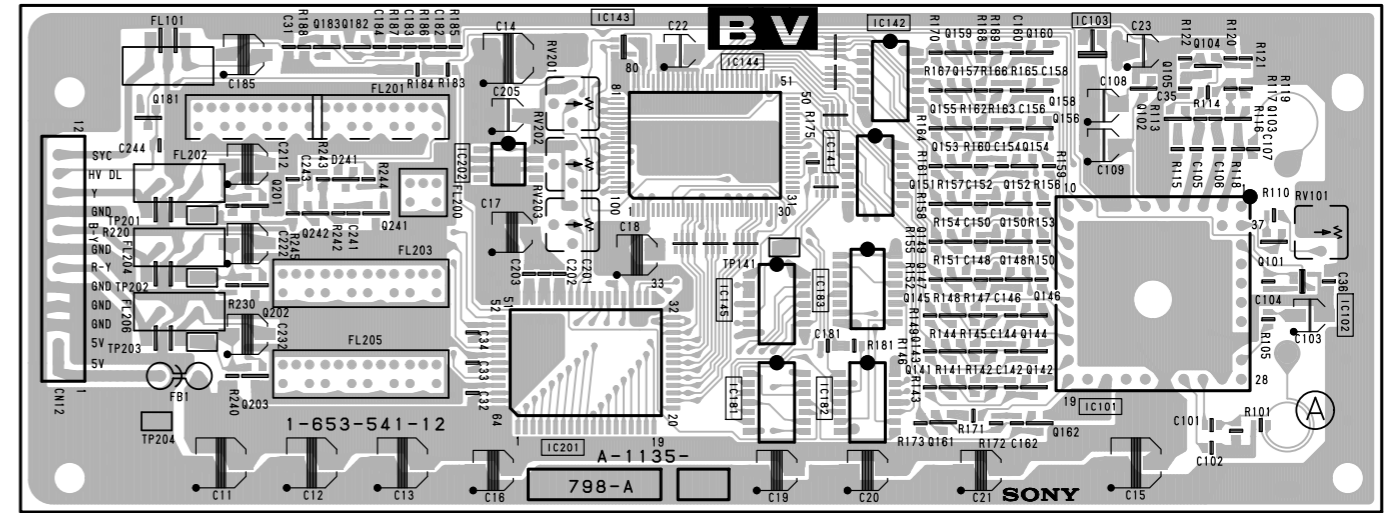 BV
FL101
C31
R188
Q183
Q182
C184
R187
C183
R186
C182
R185
C14
IC143
C22
IC142
R170
Q159
R168
R169
C160
Q160
IC103
C23
R122
Q104
R120
R121
C185
R184
R183
RV201
80
IC144
51
R167
Q157
R166
R165
C158
C108
Q105
C35
R114
R117
R119
Q181
FL201
C205
81
50
R175
Q155
R162
R163
C156
Q158
Q156
Q102
R113
R116
Q103
C107
12
C244
FL202
C212
R243
D241
C243
R244
IC202
RV202
IC141
R164
Q153
R160
C154
Q154
R159
C109
R115
C105
C106
R118
SYC
HV DL
Y
GND
B-Y
GND
R-Y
GND
GND
GND
5V
5V
TP201
R220
Q201
FL200
C17
RV203
100
1
31
30
R161
Q151
R157
C152
Q152
R156
10
R110
RV101
FL204
C222
R245
Q242
R242
C241
Q241
C18
R158
R154
C150
Q150
R153
37
FL203
C203
C202
C201
33
TP141
R155
Q149
R151
C148
Q148
R150
Q101
TP202
FL206
R230
Q202
51
52
32
IC145
IC183
R152
Q147
Q145
R148
R147
C146
Q146
C36
C104
IC102
C103
TP203
C232
FL205
C34
C33
C32
C181
R181
R149
R144
R145
C144
Q144
R105
R146
Q143
Q141
R141
R142
C142
Q142
CN12
1
FB1
R240
Q203
64
20
IC181
IC182
R143
19
IC101
28
A
TP204
1-653-541-12
1
IC201
19
R173
Q161
R171
R172
C162
Q162
C101
R101
C102
A-1135-
798-A
C11
C12
C13
C16
C19
C20
C21
SONY
C15